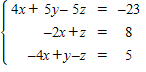 4x + 5y − 5z = −23
−2x + z = 8
−4x + y − z = 5